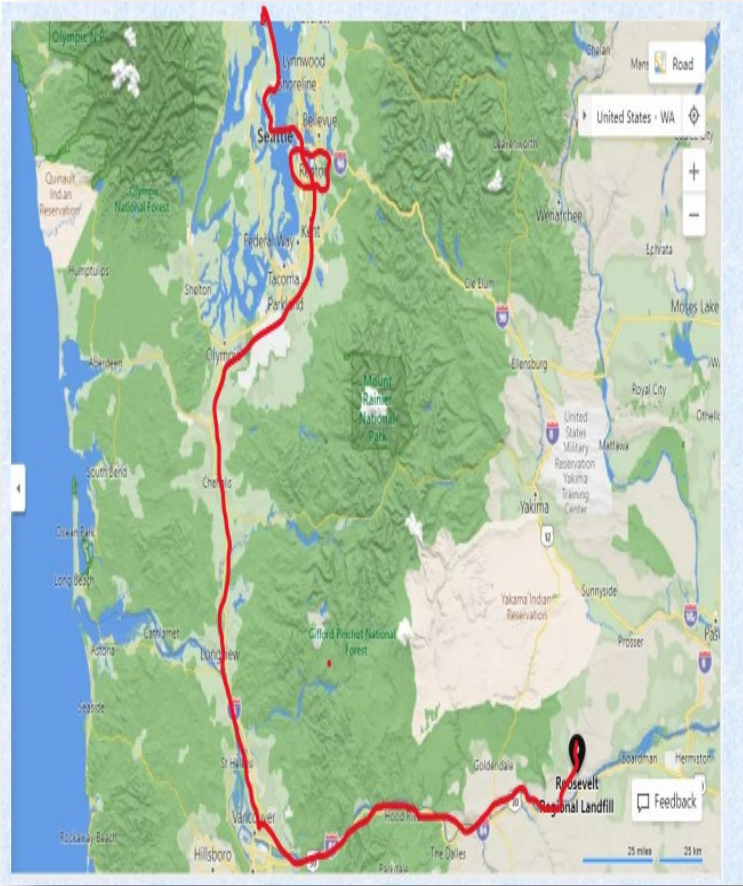 Olympic N.P.
Lynnwood
Shoreline
Chelan
Road
Bellevue
Seattle
United States - WA
Leavenworth
Renton
Quinault
Indian
Reservation
Olympic
National Forest
Wenatchee
Kent
Federal Way
Ephrata
Humptulips
Tacoma
Shelton
Cle Elum
Parkland
90
Moses Lake
Olympia
Aberdeen
Ellensburg
Mount
Rainier
National
Park
Royal City
Othello
United
States
Military
Reservation
Yakima
Training
Center
Mattawa
South Bend
Chehalis
Yakima
12
Ocean Park
Long Beach
Sunnyside
Yakama Indian
Reservation
Cathlamet
Astoria
Longview
Gifford Pinchot National
Forest
Prosser
Seaside
Goldendale
Boardman
Hermiston
St Helens
Roosevelt
Regional Landfill
Feedback
Vancouver
Hood River
Rockaway Beach
Hillsboro
The Dalles
Parkdale
25 miles
25 km